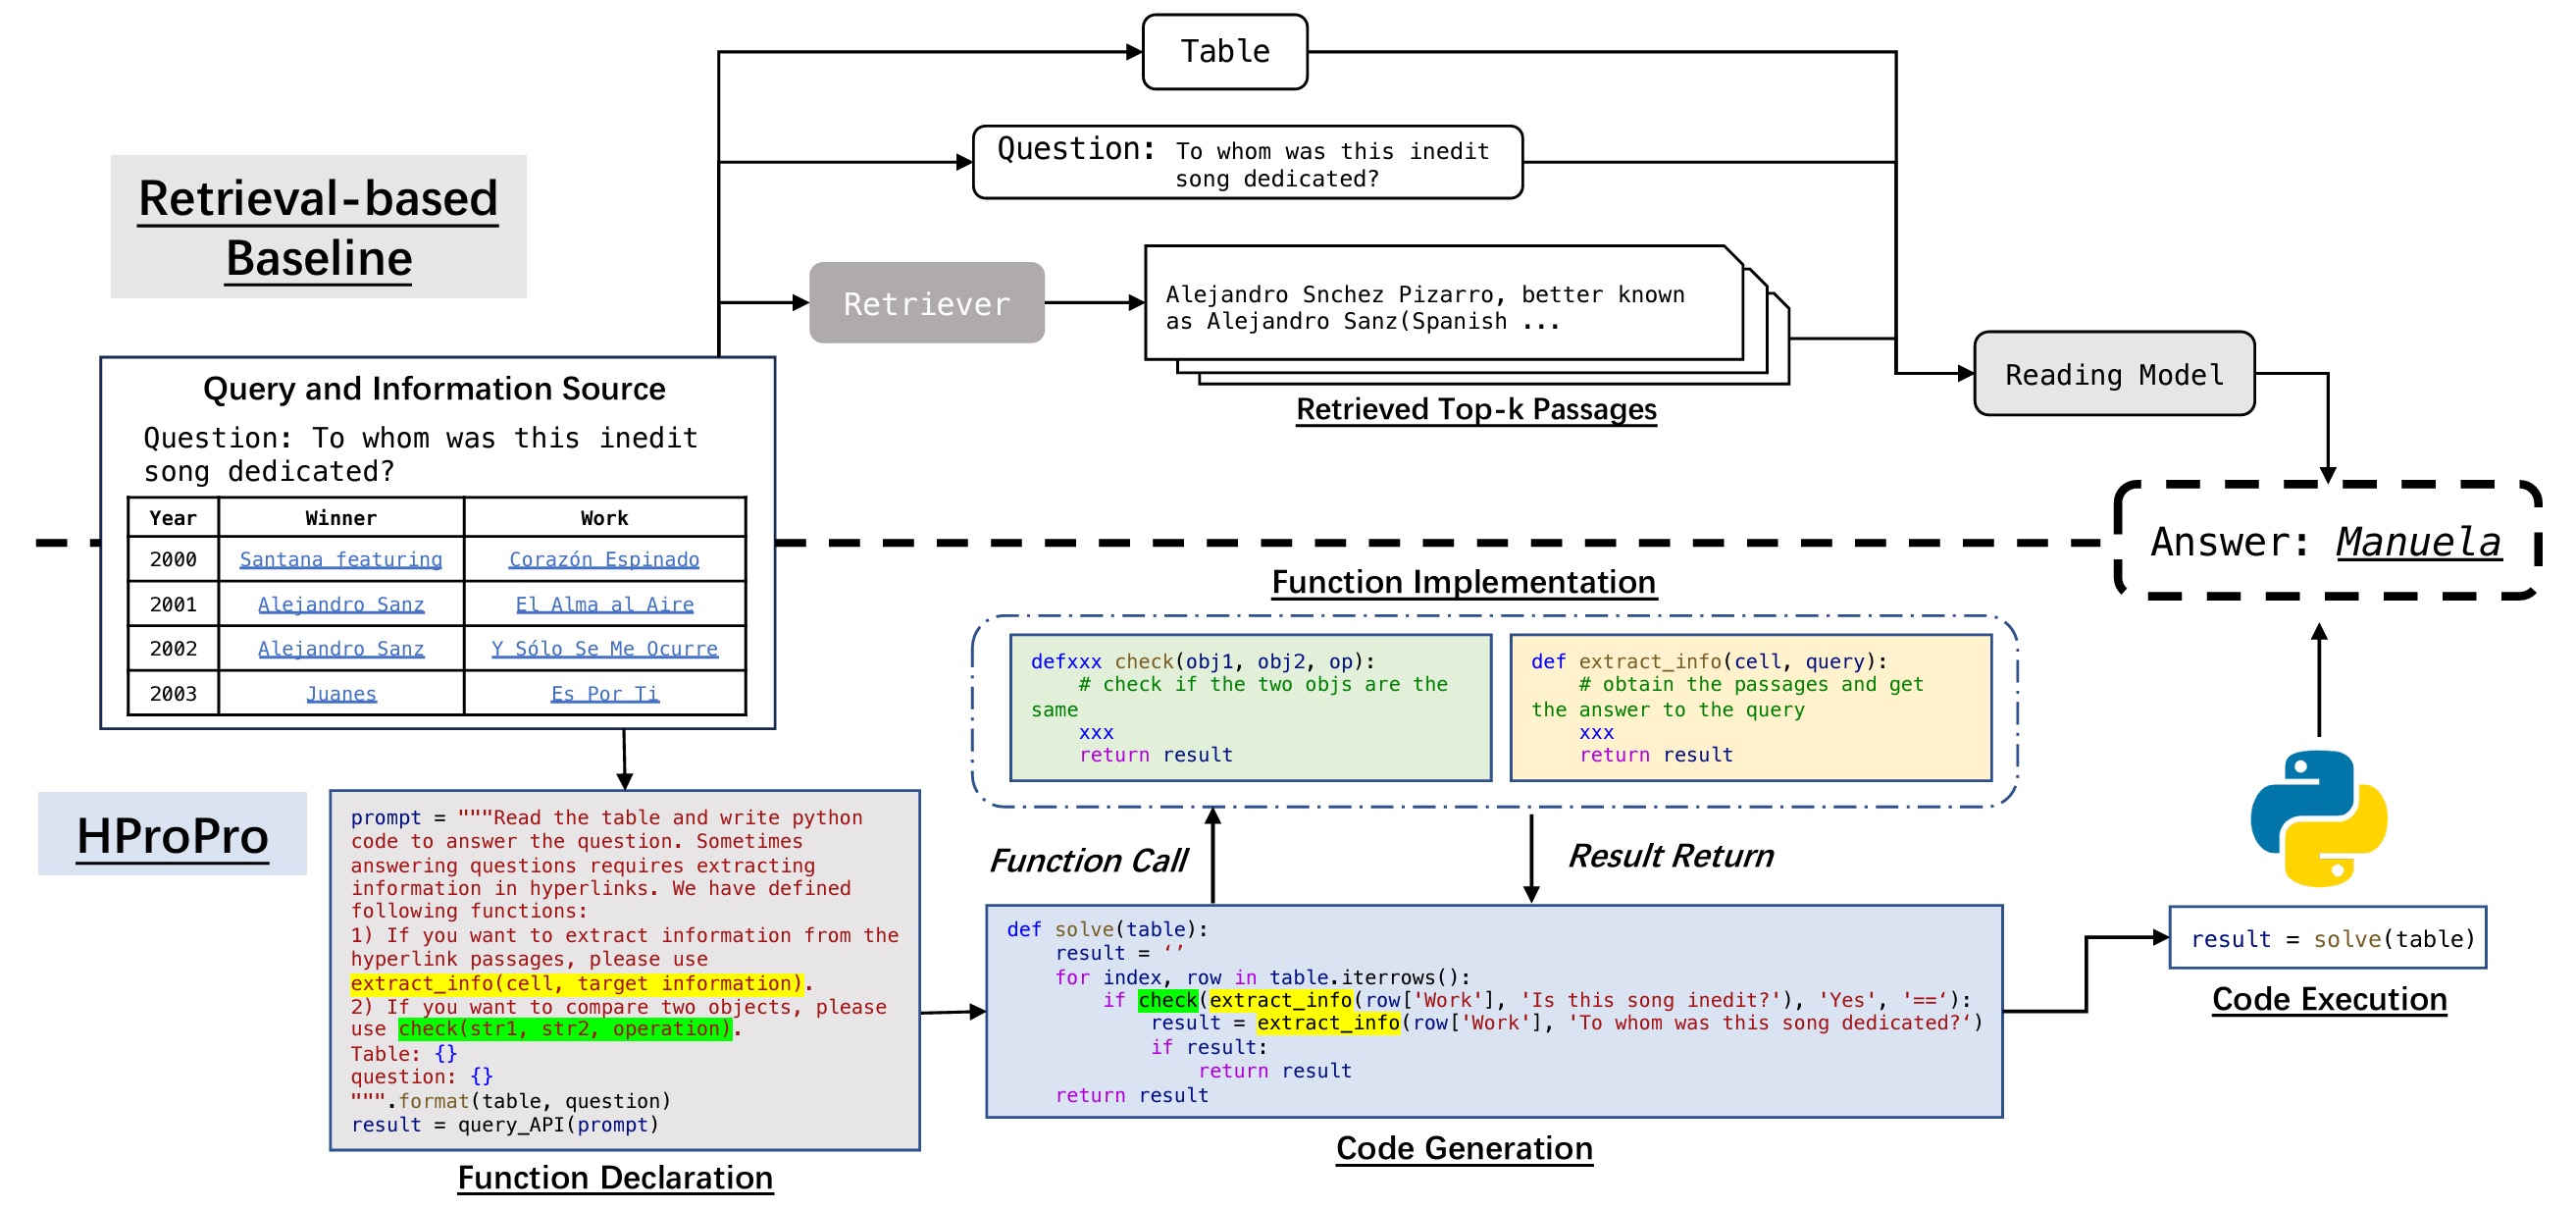 Table
Question: To whom was this inedit
song dedicated?
Retrieval-based
Baseline
Retriever
Alejandro Snchez Pizarro, better known
as Alejandro Sanz(Spanish ...
Retrieved Top-k Passages
Reading Model
Query and Information Source
Question: To whom was this inedit
song dedicated?
Year Winner Work
2000 Santana featuring Corazón Espinado
2001 Alejandro Sanz El Alma al Aire
2002 Alejandro Sanz Y Sólo Se Me Ocurre
2003 Juanes Es Por Ti
Answer: Manuela
Function Implementation
defxxx check(obj1, obj2, op):
# check if the two objs are the
same
xxx
return result
def extract_info(cell, query):
# obtain the passages and get
the answer to the query
xxx
return result
HProPro
prompt = """Read the table and write python
code to answer the question. Sometimes
answering questions requires extracting
information in hyperlinks. We have defined
following functions:
1) If you want to extract information from the
hyperlink passages, please use
extract_info(cell, target information).
2) If you want to compare two objects, please
use check(str1, str2, operation).
Table: {}
question: {}
""".format(table, question)
result = query_API(prompt)
Function Declaration
Function Call
Result Return
def solve(table):
result = ‘’
for index, row in table.iterrows():
if check(extract_info(row['Work'], 'Is this song inedit?'), 'Yes', '==‘):
result = extract_info(row['Work'], 'To whom was this song dedicated?‘)
if result:
return result
return result
Code Generation
result = solve(table)
Code Execution